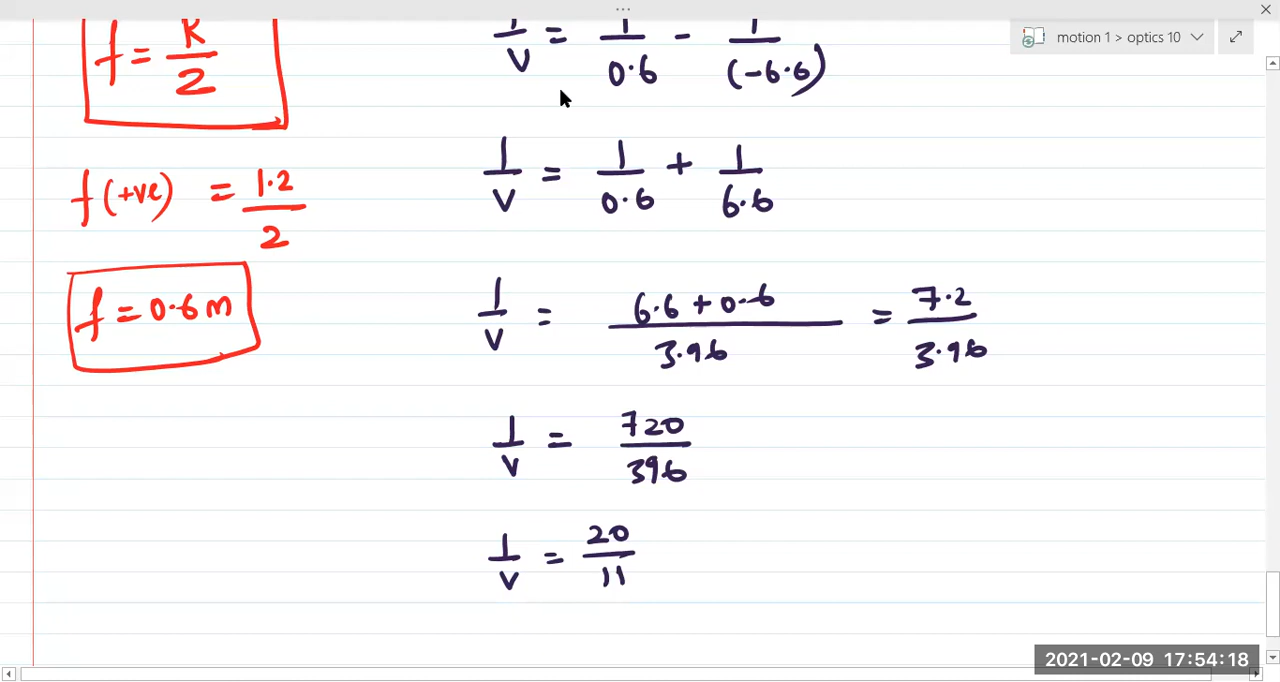 motion 1 > optics 10
f = R/2
f (+ve) = 1.2/2
f = 0.6 m
1/v = 1/0.6 - 1/(-6.6)
1/v = 1/0.6 + 1/6.6
1/v = 6.6 + 0.6/3.96 = 7.2/3.96
1/v = 720/396
1/v = 20/11
2021-02-09 17:54:18